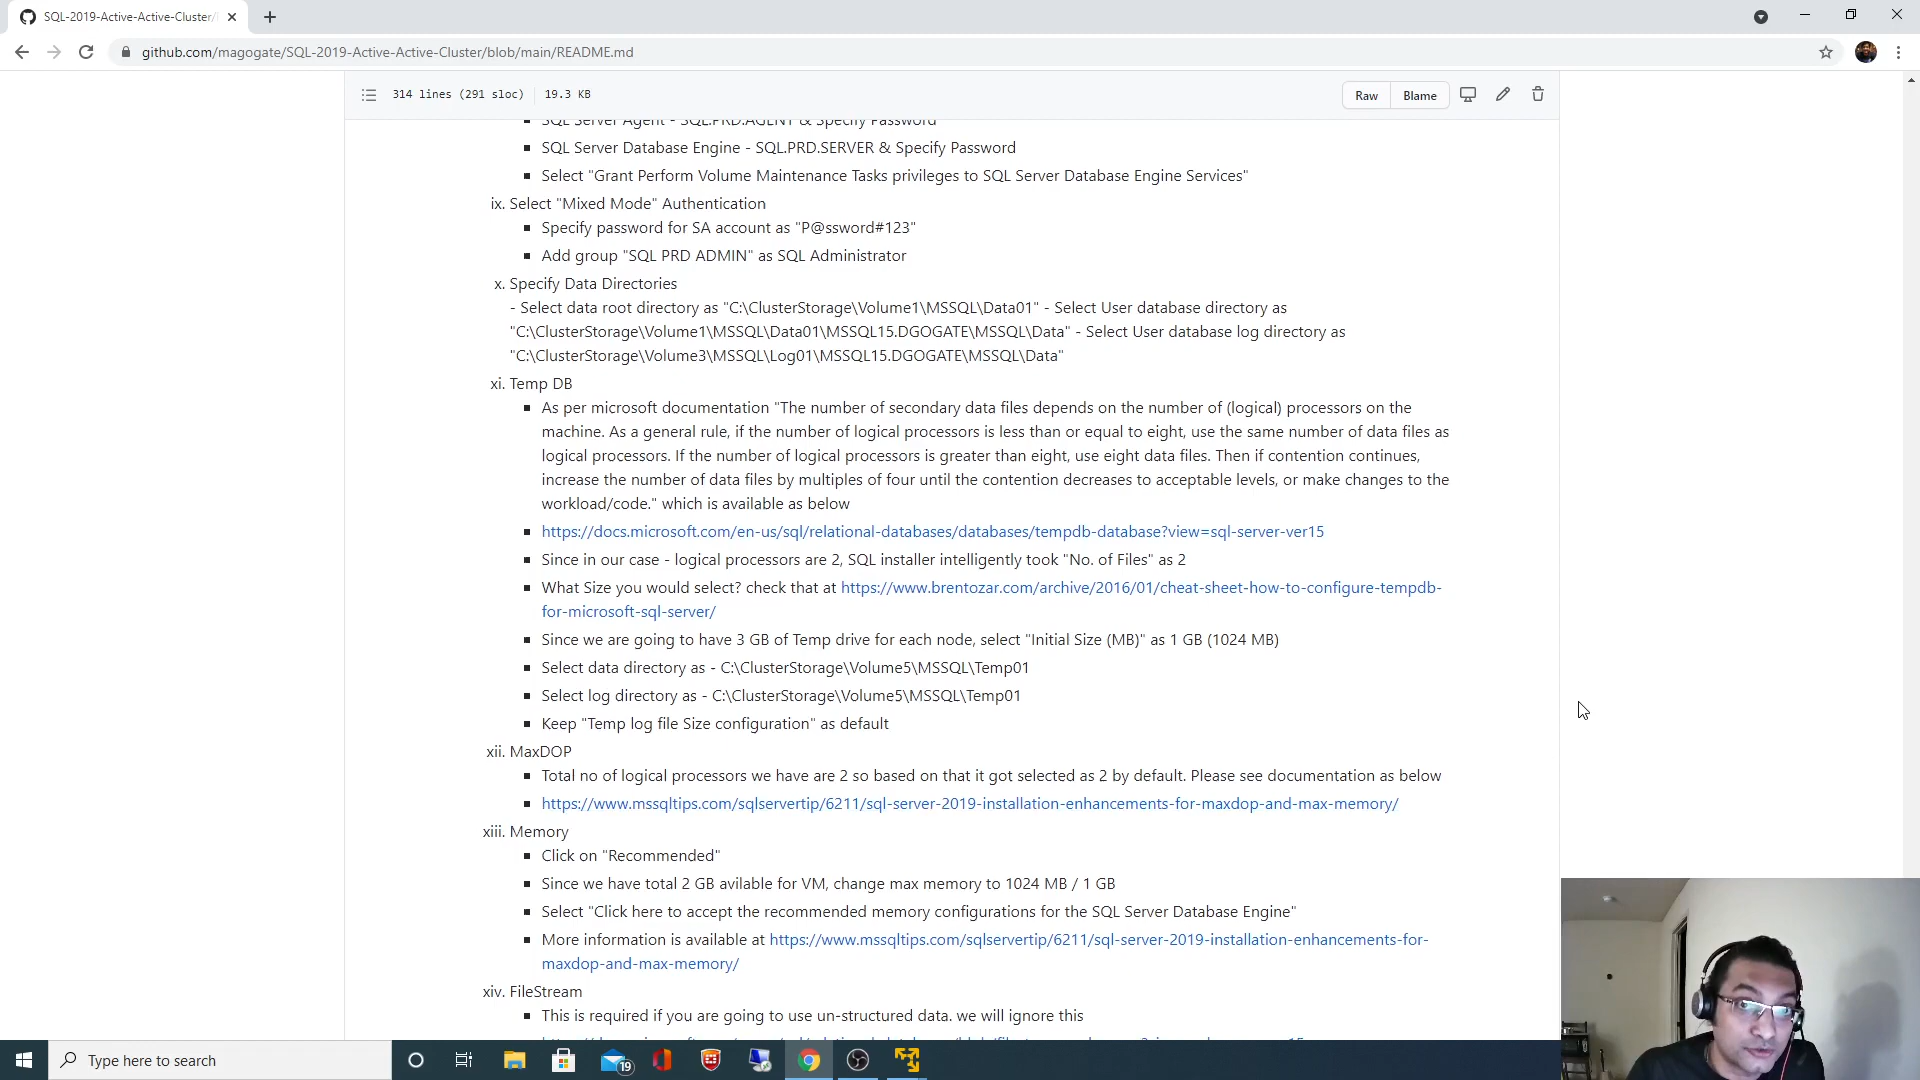 SQL-2019-Active-Active-Cluster/
github.com/magogate/SQL-2019-Active-Active-Cluster/blob/main/README.md
314 lines (291 sloc) 19.3 KB
Raw Blame
SQL Server Agent - SQL.PRD.AGENT & Specify Password
SQL Server Database Engine - SQL.PRD.SERVER & Specify Password
Select "Grant Perform Volume Maintenance Tasks privileges to SQL Server Database Engine Services"
ix. Select "Mixed Mode" Authentication
Specify password for SA account as "P@ssword#123"
Add group "SQL PRD ADMIN" as SQL Administrator
x. Specify Data Directories
- Select data root directory as "C:\ClusterStorage\Volume1\MSSQL\Data01" - Select User database directory as
"C:\ClusterStorage\Volume1\MSSQL\Data01\MSSQL15.DGOGATE\MSSQL\Data" - Select User database log directory as
"C:\ClusterStorage\Volume3\MSSQL\Log01\MSSQL15.DGOGATE\MSSQL\Data"
xi. Temp DB
As per microsoft documentation "The number of secondary data files depends on the number of (logical) processors on the
machine. As a general rule, if the number of logical processors is less than or equal to eight, use the same number of data files as
logical processors. If the number of logical processors is greater than eight, use eight data files. Then if contention continues,
increase the number of data files by multiples of four until the contention decreases to acceptable levels, or make changes to the
workload/code." which is available as below
https://docs.microsoft.com/en-us/sql/relational-databases/databases/tempdb-database?view=sql-server-ver15
Since in our case - logical processors are 2, SQL installer intelligently took "No. of Files" as 2
What Size you would select? check that at https://www.brentozar.com/archive/2016/01/cheat-sheet-how-to-configure-tempdb-
for-microsoft-sql-server/
Since we are going to have 3 GB of Temp drive for each node, select "Initial Size (MB)" as 1 GB (1024 MB)
Select data directory as - C:\ClusterStorage\Volume5\MSSQL\Temp01
Select log directory as - C:\ClusterStorage\Volume5\MSSQL\Temp01
Keep "Temp log file Size configuration" as default
xii. MaxDOP
Total no of logical processors we have are 2 so based on that it got selected as 2 by default. Please see documentation as below
https://www.mssqltips.com/sqlservertip/6211/sql-server-2019-installation-enhancements-for-maxdop-and-max-memory/
xiii. Memory
Click on "Recommended"
Since we have total 2 GB avilable for VM, change max memory to 1024 MB / 1 GB
Select "Click here to accept the recommended memory configurations for the SQL Server Database Engine"
More information is available at https://www.mssqltips.com/sqlservertip/6211/sql-server-2019-installation-enhancements-for-
maxdop-and-max-memory/
xiv. FileStream
This is required if you are going to use un-structured data. we will ignore this
Type here to search
19